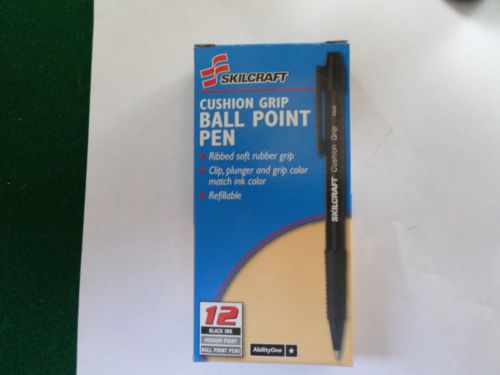 SKILCRAFT
CUSHION GRIP
BALL POINT
PEN
• Ribbed soft rubber grip
• Clip, plunger and grip color
match ink color
• Refillable
SKILCRAFT Cushion Grip
12
BLACK INK
MEDIUM POINT
BALL POINT PENS
AbilityOne